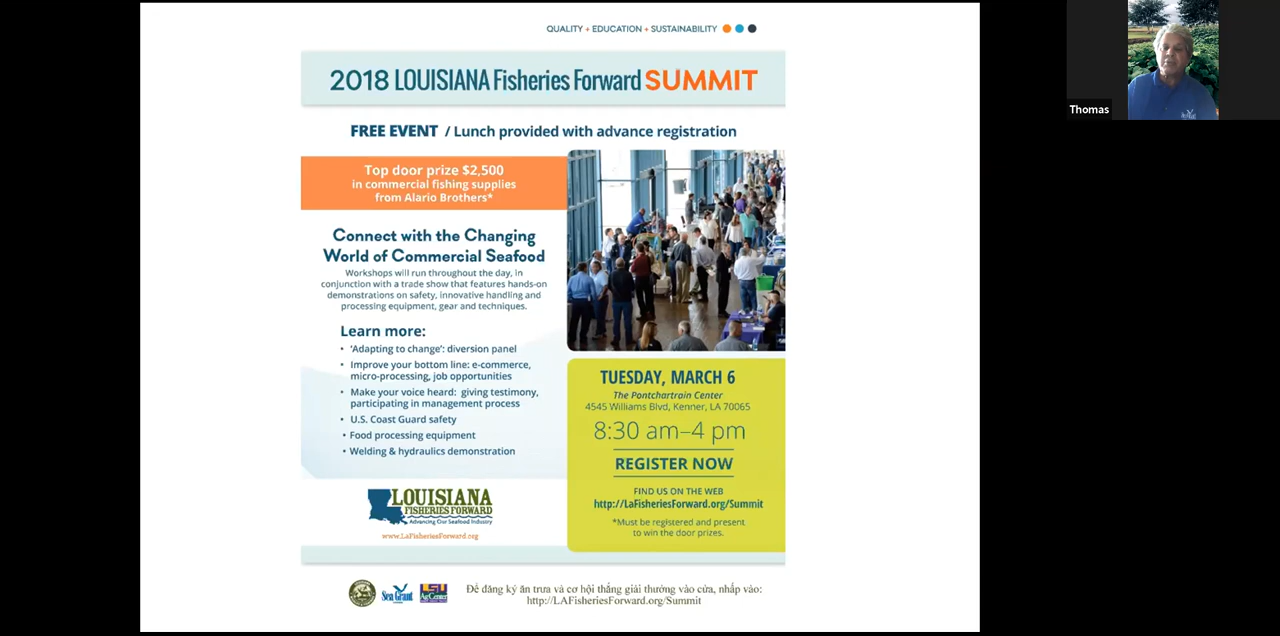 QUALITY + EDUCATION + SUSTAINABILITY
2018 LOUISIANA Fisheries Forward SUMMIT
FREE EVENT / Lunch provided with advance registration
Top door prize $2,500
in commercial fishing supplies
from Alario Brothers*
Connect with the Changing
World of Commercial Seafood
Workshops will run throughout the day, in
conjunction with a trade show that features hands-on
demonstrations on safety, innovative handling and
processing equipment, gear and techniques.
Learn more:
• 'Adapting to change': diversion panel
• Improve your bottom line: e-commerce,
micro-processing, job opportunities
• Make your voice heard: giving testimony,
participating in management process
• U.S. Coast Guard safety
• Food processing equipment
• Welding & hydraulics demonstration
LOUISIANA
FISHERIES FORWARD
Advancing Our Seafood Industry
www.LaFisheriesForward.org
TUESDAY, MARCH 6
The Pontchartrain Center
4545 Williams Blvd, Kenner, LA 70065
8:30 am–4 pm
REGISTER NOW
FIND US ON THE WEB
http://LaFisheriesForward.org/Summit
*Must be registered and present
to win the door prizes.
Sea Grant
LSU
AgCenter
Để đăng ký ăn trưa và cơ hội thắng giải thưởng vào cửa, nhấp vào:
http://LAFisheriesForward.org/Summit
Thomas